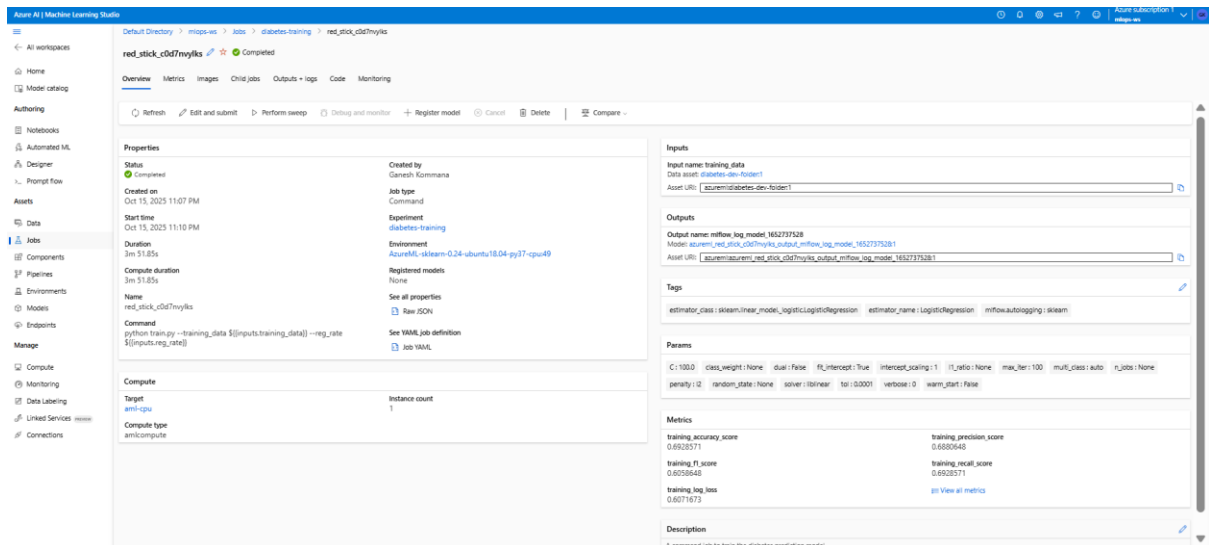 Azure AI | Machine Learning Studio
Azure subscription 1
mlops-ws
All workspaces
Home
Model catalog
Authoring
Notebooks
Automated ML
Designer
Prompt flow
Assets
Data
Jobs
Components
Pipelines
Environments
Models
Endpoints
Manage
Compute
Monitoring
Data Labeling
Linked Services PREVIEW
Connections
Default Directory > mlops-ws > Jobs > diabetes-training > red_stick_c0d7nvylks
red_stick_c0d7nvylks Completed
Overview Metrics Images Child jobs Outputs + logs Code Monitoring
Refresh Edit and submit Perform sweep Debug and monitor Register model Cancel Delete Compare
Properties
Status
Completed
Created on
Oct 15, 2025 11:07 PM
Start time
Oct 15, 2025 11:10 PM
Duration
3m 51.85s
Compute duration
3m 51.85s
Name
red_stick_c0d7nvylks
Command
python train.py --training_data ${{inputs.training_data}} --reg_rate
${{inputs.reg_rate}}
Created by
Ganesh Kommana
Job type
Command
Experiment
diabetes-training
Environment
AzureML-sklearn-0.24-ubuntu18.04-py37-cpu:49
Registered models
None
See all properties
Raw JSON
See YAML job definition
Job YAML
Compute
Target
aml-cpu
Compute type
amlcompute
Instance count
1
Inputs
Input name: training_data
Data asset: diabetes-dev-folder:1
Asset URI: azureml:diabetes-dev-folder:1
Outputs
Output name: mlflow_log_model_1652737528
Model: azureml_red_stick_c0d7nvylks_output_mlflow_log_model_1652737528:1
Asset URI: azureml:azureml_red_stick_c0d7nvylks_output_mlflow_log_model_1652737528:1
Tags
estimator_class : sklearn.linear_model._logistic.LogisticRegression estimator_name : LogisticRegression mlflow.autologging : sklearn
Params
C : 100.0 class_weight : None dual : False fit_intercept : True intercept_scaling : 1 l1_ratio : None max_iter : 100 multi_class : auto n_jobs : None
penalty : l2 random_state : None solver : liblinear tol : 0.0001 verbose : 0 warm_start : False
Metrics
training_accuracy_score
0.6928571
training_f1_score
0.6058648
training_log_loss
0.6071673
training_precision_score
0.6880648
training_recall_score
0.6928571
View all metrics
Description
A command job to train the diabetes prediction model